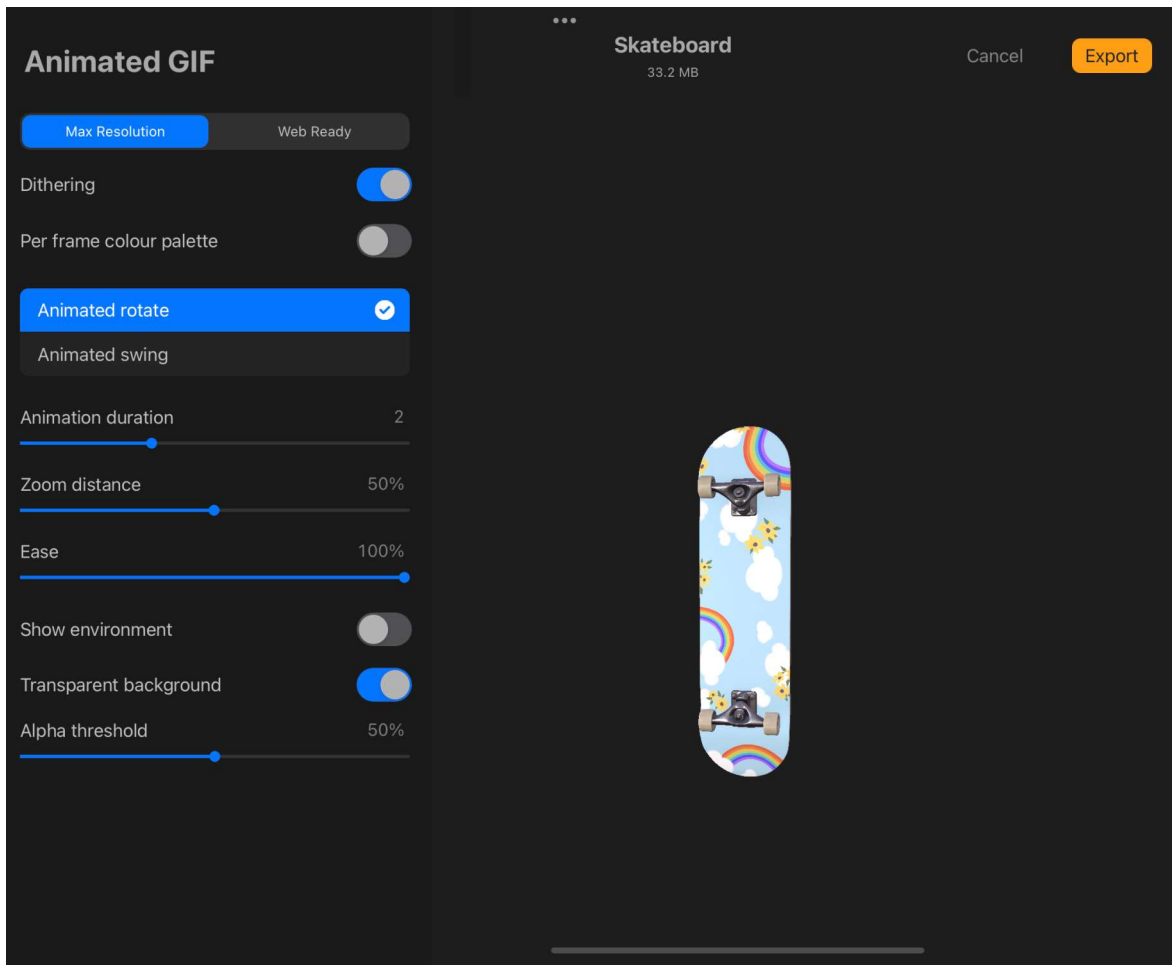 Animated GIF
Skateboard
33.2 MB
Cancel
Export
Max Resolution
Web Ready
Dithering
Per frame colour palette
Animated rotate
Animated swing
Animation duration 2
Zoom distance 50%
Ease 100%
Show environment
Transparent background
Alpha threshold 50%